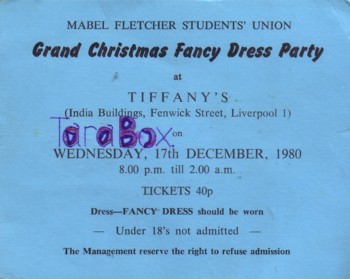 MABEL FLETCHER STUDENTS' UNION
Grand Christmas Fancy Dress Party
at
TIFFANY'S
(India Buildings, Fenwick Street, Liverpool 1)
TaraBox
on
WEDNESDAY, 17th DECEMBER, 1980
8.00 p.m. till 2.00 a.m.
TICKETS 40p
Dress—FANCY DRESS should be worn
— Under 18's not admitted —
The Management reserve the right to refuse admission